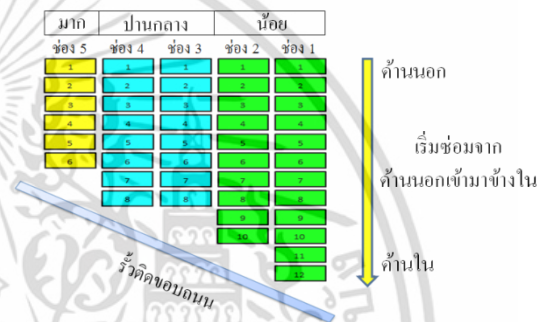 มาก ปานกลาง น้อย
ช่อง 5 ช่อง 4 ช่อง 3 ช่อง 2 ช่อง 1
1 1 1 1 1
2 2 2 2 2
3 3 3 3 3
4 4 4 4 4
5 5 5 5 5
6 6 6 6 6
7 7 7 7
8 8 8 8
9 9
10 10
11
12
ด้านนอก
เริ่มซ่อมจาก
ด้านนอกเข้ามาข้างใน
ด้านใน
รั้วติดขอบถนน